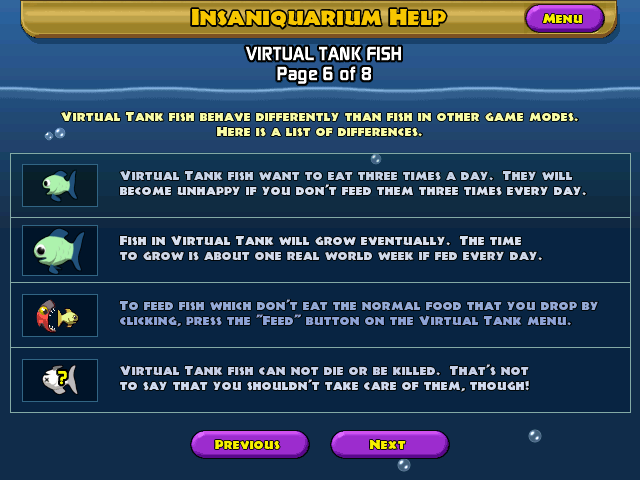 Insaniquarium Help
Menu
VIRTUAL TANK FISH
Page 6 of 8
Virtual Tank fish behave differently than fish in other game modes.
Here is a list of differences.
Virtual Tank fish want to eat three times a day. They will
become unhappy if you don't feed them three times every day.
Fish in Virtual Tank will grow eventually. The time
to grow is about one real world week if fed every day.
To feed fish which don't eat the normal food that you drop by
clicking, press the "Feed" button on the Virtual Tank menu.
?
Virtual Tank fish can not die or be killed. That's not
to say that you shouldn't take care of them, though!
Previous
Next